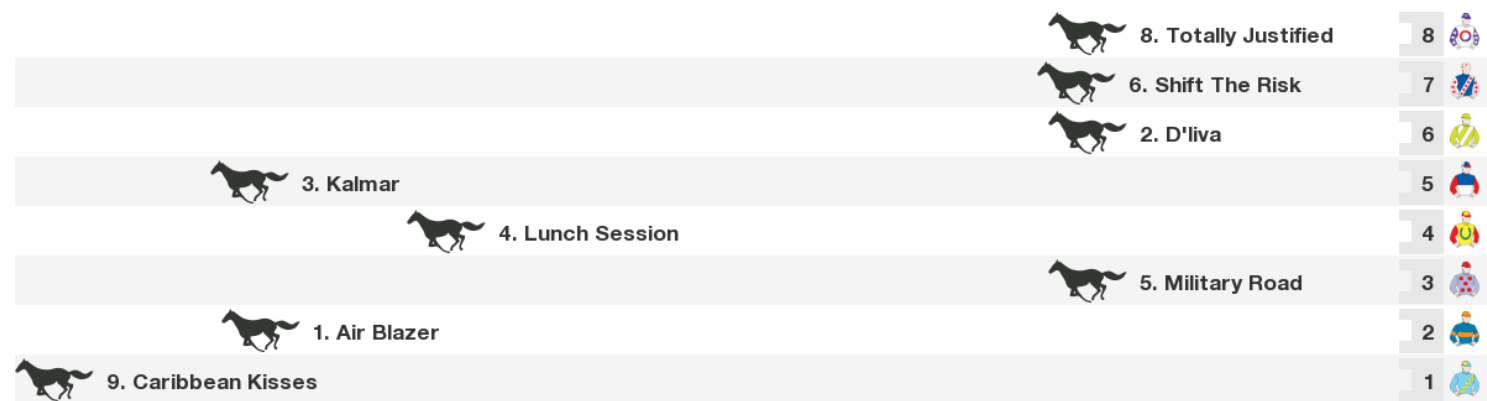 8. Totally Justified 8
6. Shift The Risk 7
2. D'liva 6
3. Kalmar 5
4. Lunch Session 4
5. Military Road 3
1. Air Blazer 2
9. Caribbean Kisses 1